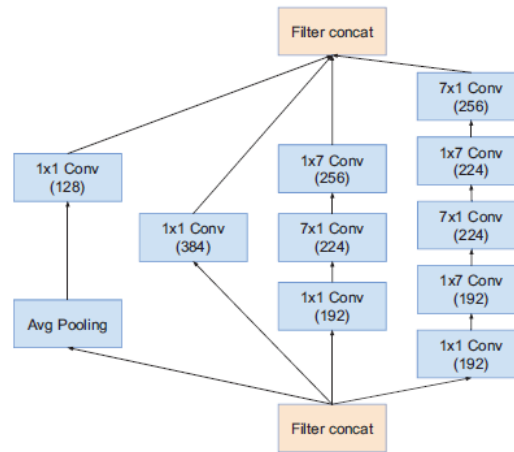 Filter concat
7x1 Conv
(256)
1x1 Conv
(128)
1x7 Conv
(256)
1x7 Conv
(224)
1x1 Conv
(384)
7x1 Conv
(224)
7x1 Conv
(224)
Avg Pooling
1x1 Conv
(192)
1x7 Conv
(192)
1x1 Conv
(192)
Filter concat